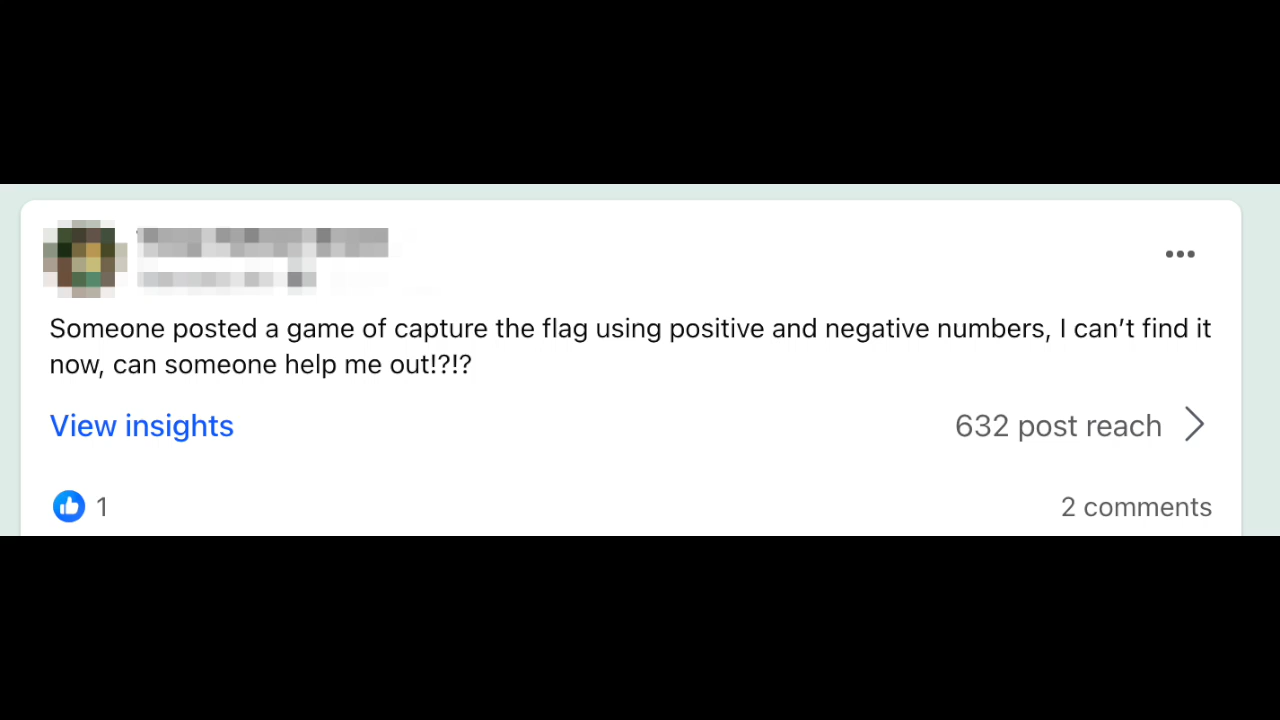 Someone posted a game of capture the flag using positive and negative numbers, I can’t find it
now, can someone help me out!?!?
View insights
632 post reach
1
2 comments